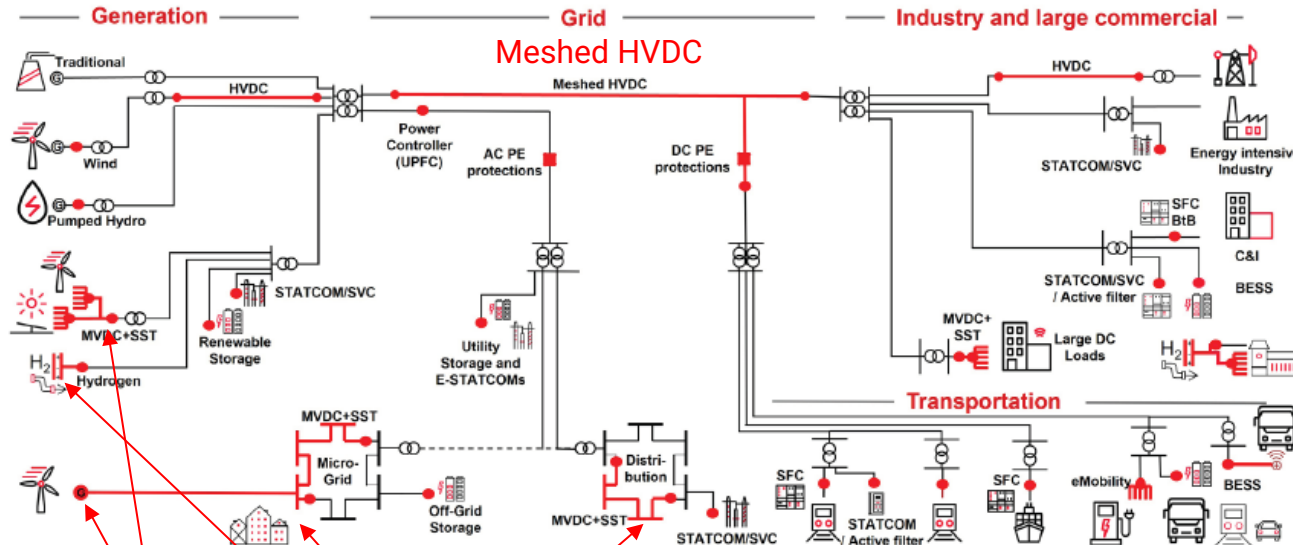 Generation
Grid
Industry and large commercial
Meshed HVDC
Traditional
G
HVDC
Meshed HVDC
HVDC
G
Wind
Power
Controller
(UPFC)
AC PE
protections
DC PE
protections
STATCOM/SVC
Energy intensive
Industry
G
Pumped Hydro
SFC
BtB
C&I
STATCOM/SVC
STATCOM/SVC
/ Active filter
BESS
MVDC+SST
Renewable
Storage
Utility
Storage and
E-STATCOMs
MVDC+
SST
Large DC
Loads
H2
Hydrogen
H2
Transportation
MVDC+SST
Micro-
Grid
Distri-
bution
G
Off-Grid
Storage
MVDC+SST
STATCOM/SVC
SFC
STATCOM
/ Active filter
SFC
eMobility
BESS